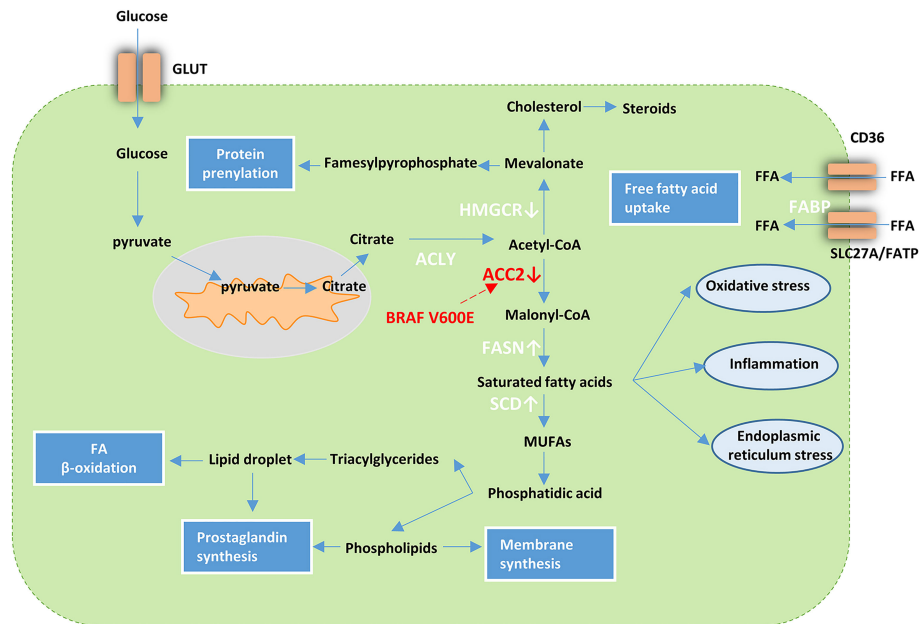 Glucose
GLUT
Cholesterol
Steroids
CD36
Glucose
Protein
prenylation
Famesylpyrophosphate
Mevalonate
Free fatty acid
uptake
FFA
FFA
FABP
HMGCR↓
FFA
FFA
SLC27A/FATP
pyruvate
Citrate
ACLY
Acetyl-CoA
ACC2↓
pyruvate
Citrate
BRAF V600E
Malonyl-CoA
Oxidative stress
FASN↑
Inflammation
Saturated fatty acids
SCD↑
MUFAs
Endoplasmic
reticulum stress
FA
β-oxidation
Lipid droplet
Triacylglycerides
Phosphatidic acid
Prostaglandin
synthesis
Phospholipids
Membrane
synthesis